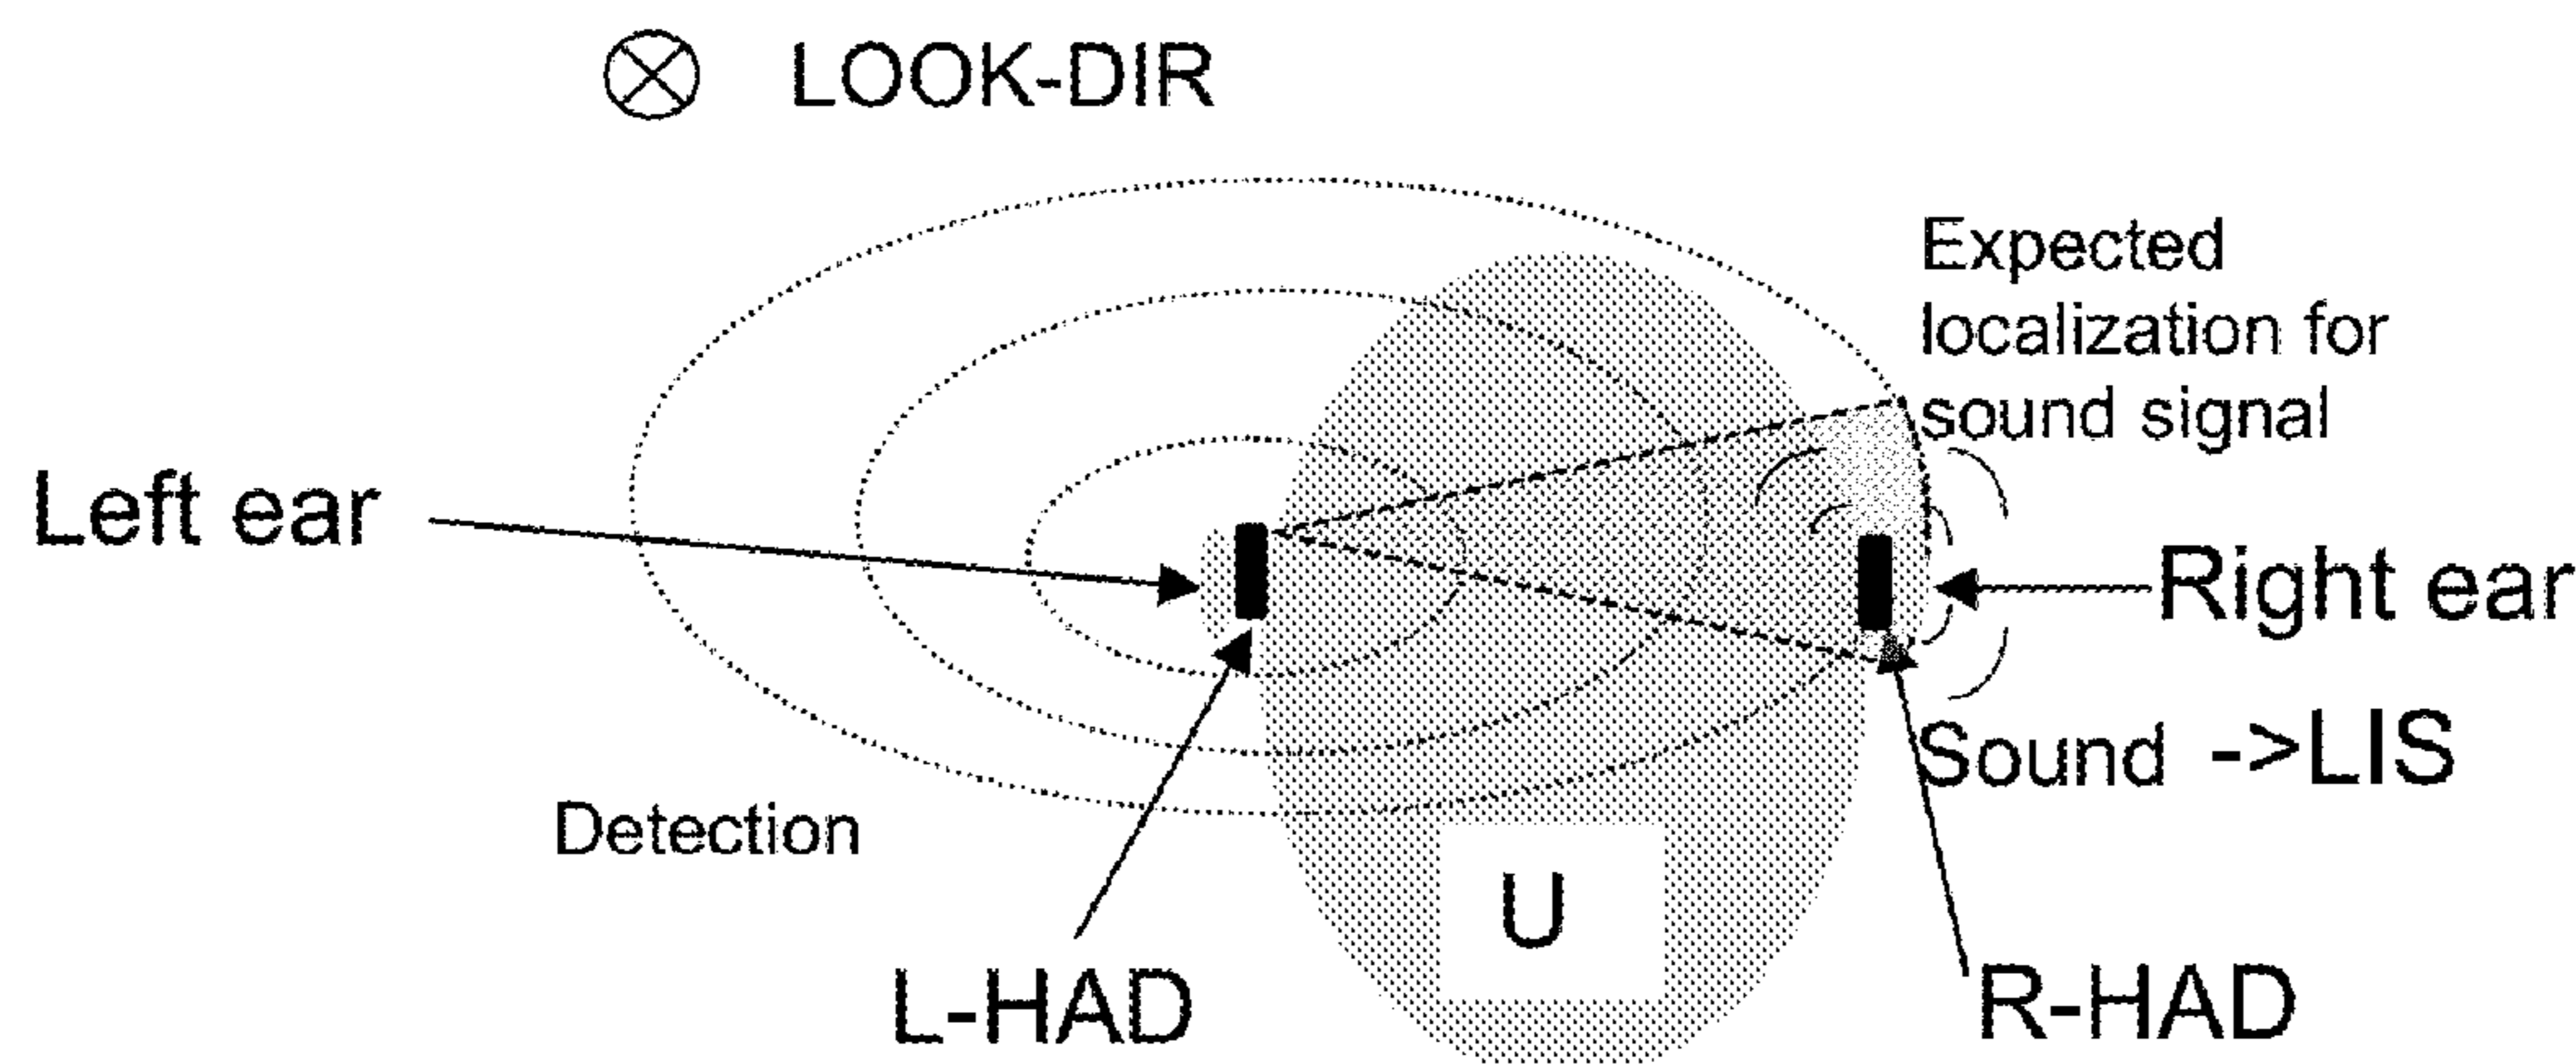 LOOK-DIR
Expected
localization for
sound signal
Left ear
Right ear
Sound ->LIS
Detection
U
L-HAD
R-HAD